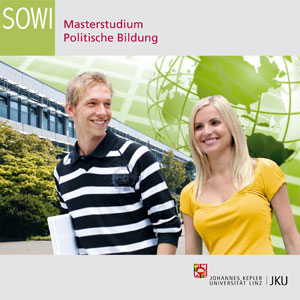 SOWI
Masterstudium
Politische Bildung
JOHANNES KEPLER
UNIVERSITÄT LINZ
JKU